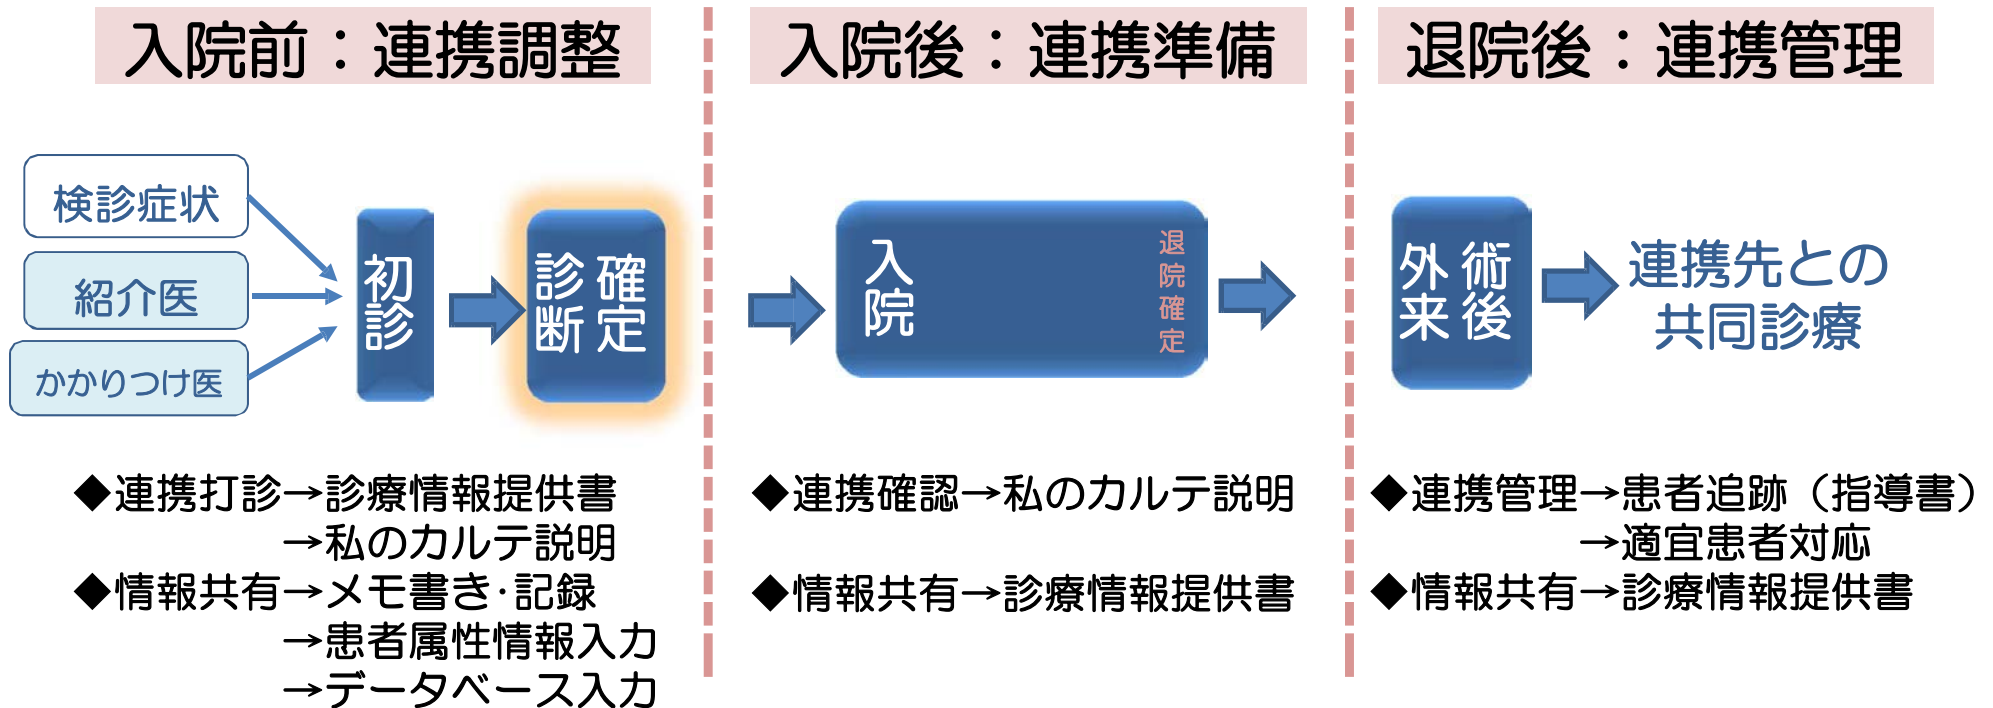 入院前：連携調整
検診症状
紹介医
かかりつけ医
初診
確定
診断
◆連携打診→診療情報提供書
→私のカルテ説明
◆情報共有→メモ書き・記録
→患者属性情報入力
→データベース入力
入院後：連携準備
入院
退院確定
◆連携確認→私のカルテ説明
◆情報共有→診療情報提供書
退院後：連携管理
術後
外来
連携先との
共同診療
◆連携管理→患者追跡（指導書）
→適宜患者対応
◆情報共有→診療情報提供書